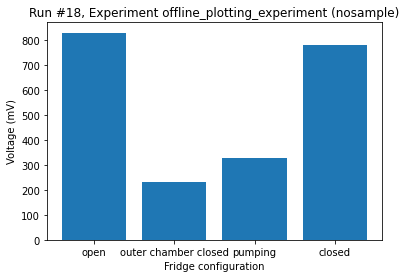 Run #18, Experiment offline_plotting_experiment (nosample)
800
700
600
500
400
300
200
100
0
Voltage (mV)
open outer chamber closed pumping closed
Fridge configuration